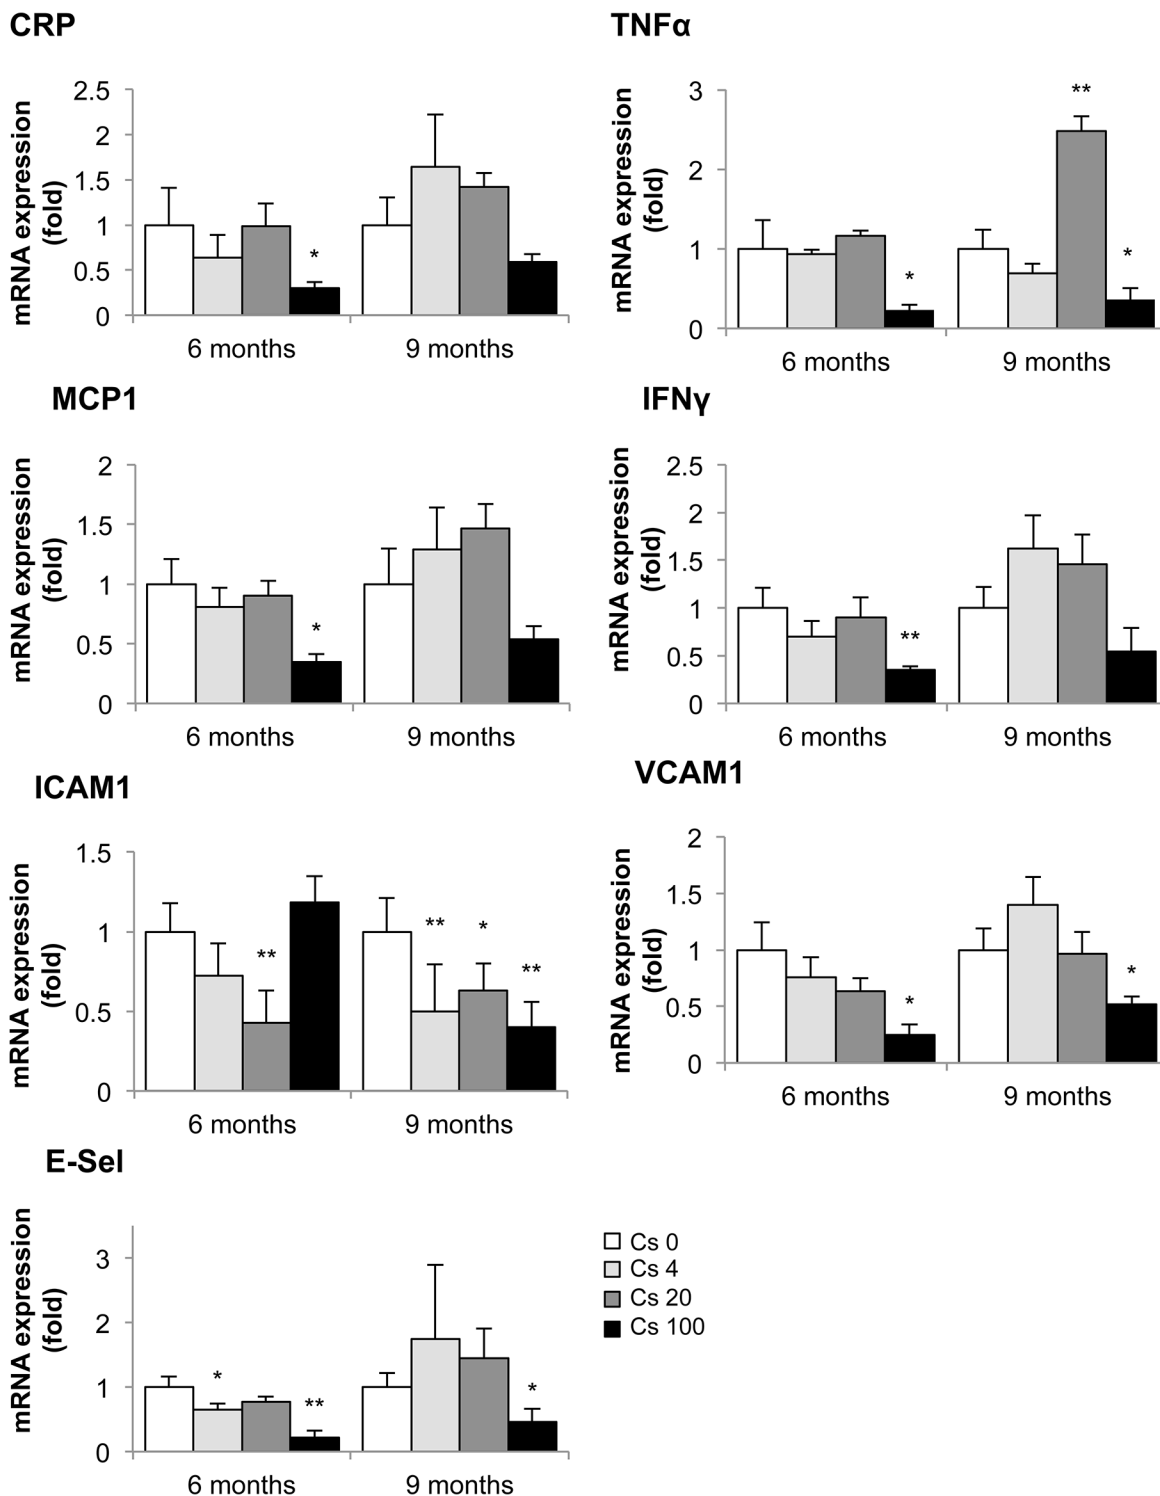 CRP
mRNA expression
(fold)
2.5
2
1.5
1
0.5
0
*
6 months
9 months
TNFα
mRNA expression
(fold)
3
2
1
0
*
**
*
6 months
9 months
MCP1
mRNA expression
(fold)
2
1.5
1
0.5
0
*
6 months
9 months
IFNγ
mRNA expression
(fold)
2.5
2
1.5
1
0.5
0
**
6 months
9 months
ICAM1
mRNA expression
(fold)
1.5
1
0.5
0
**
**
*
**
6 months
9 months
VCAM1
mRNA expression
(fold)
2
1.5
1
0.5
0
*
*
6 months
9 months
E-Sel
mRNA expression
(fold)
3
2
1
0
*
**
*
6 months
9 months
Cs 0
Cs 4
Cs 20
Cs 100